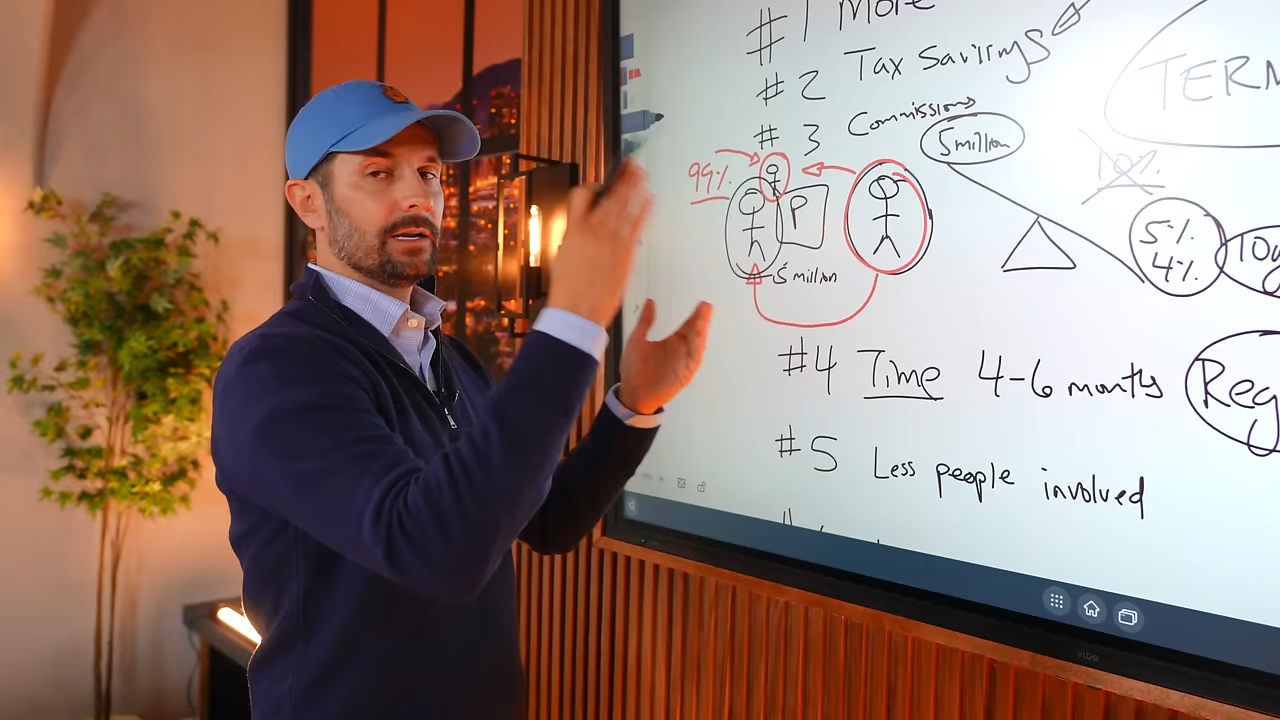 #1 More
#2 Tax Savings
#3 Commissions
5 million
TERM
10%
99%
P
5 million
5%
4%
10y
#4 Time 4-6 months
Reg
#5 Less people involved
vibe